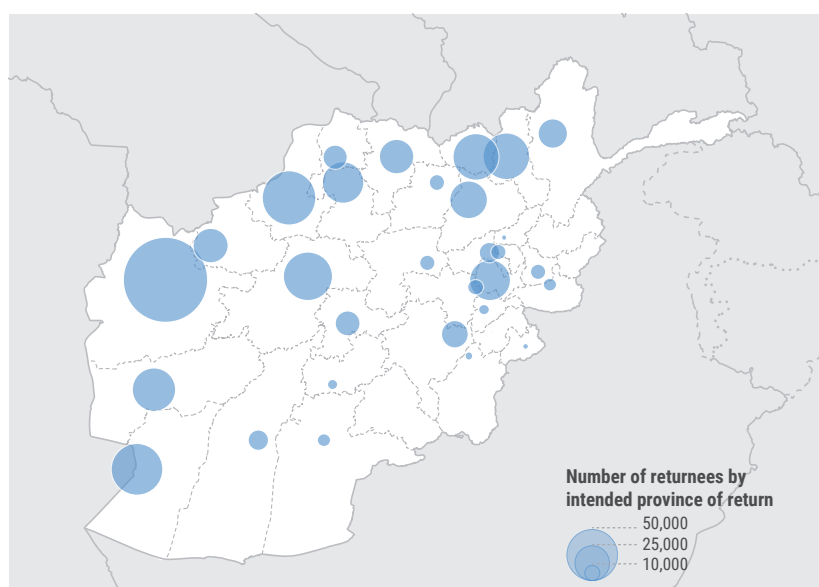 Number of returnees by
intended province of return
50,000
25,000
10,000